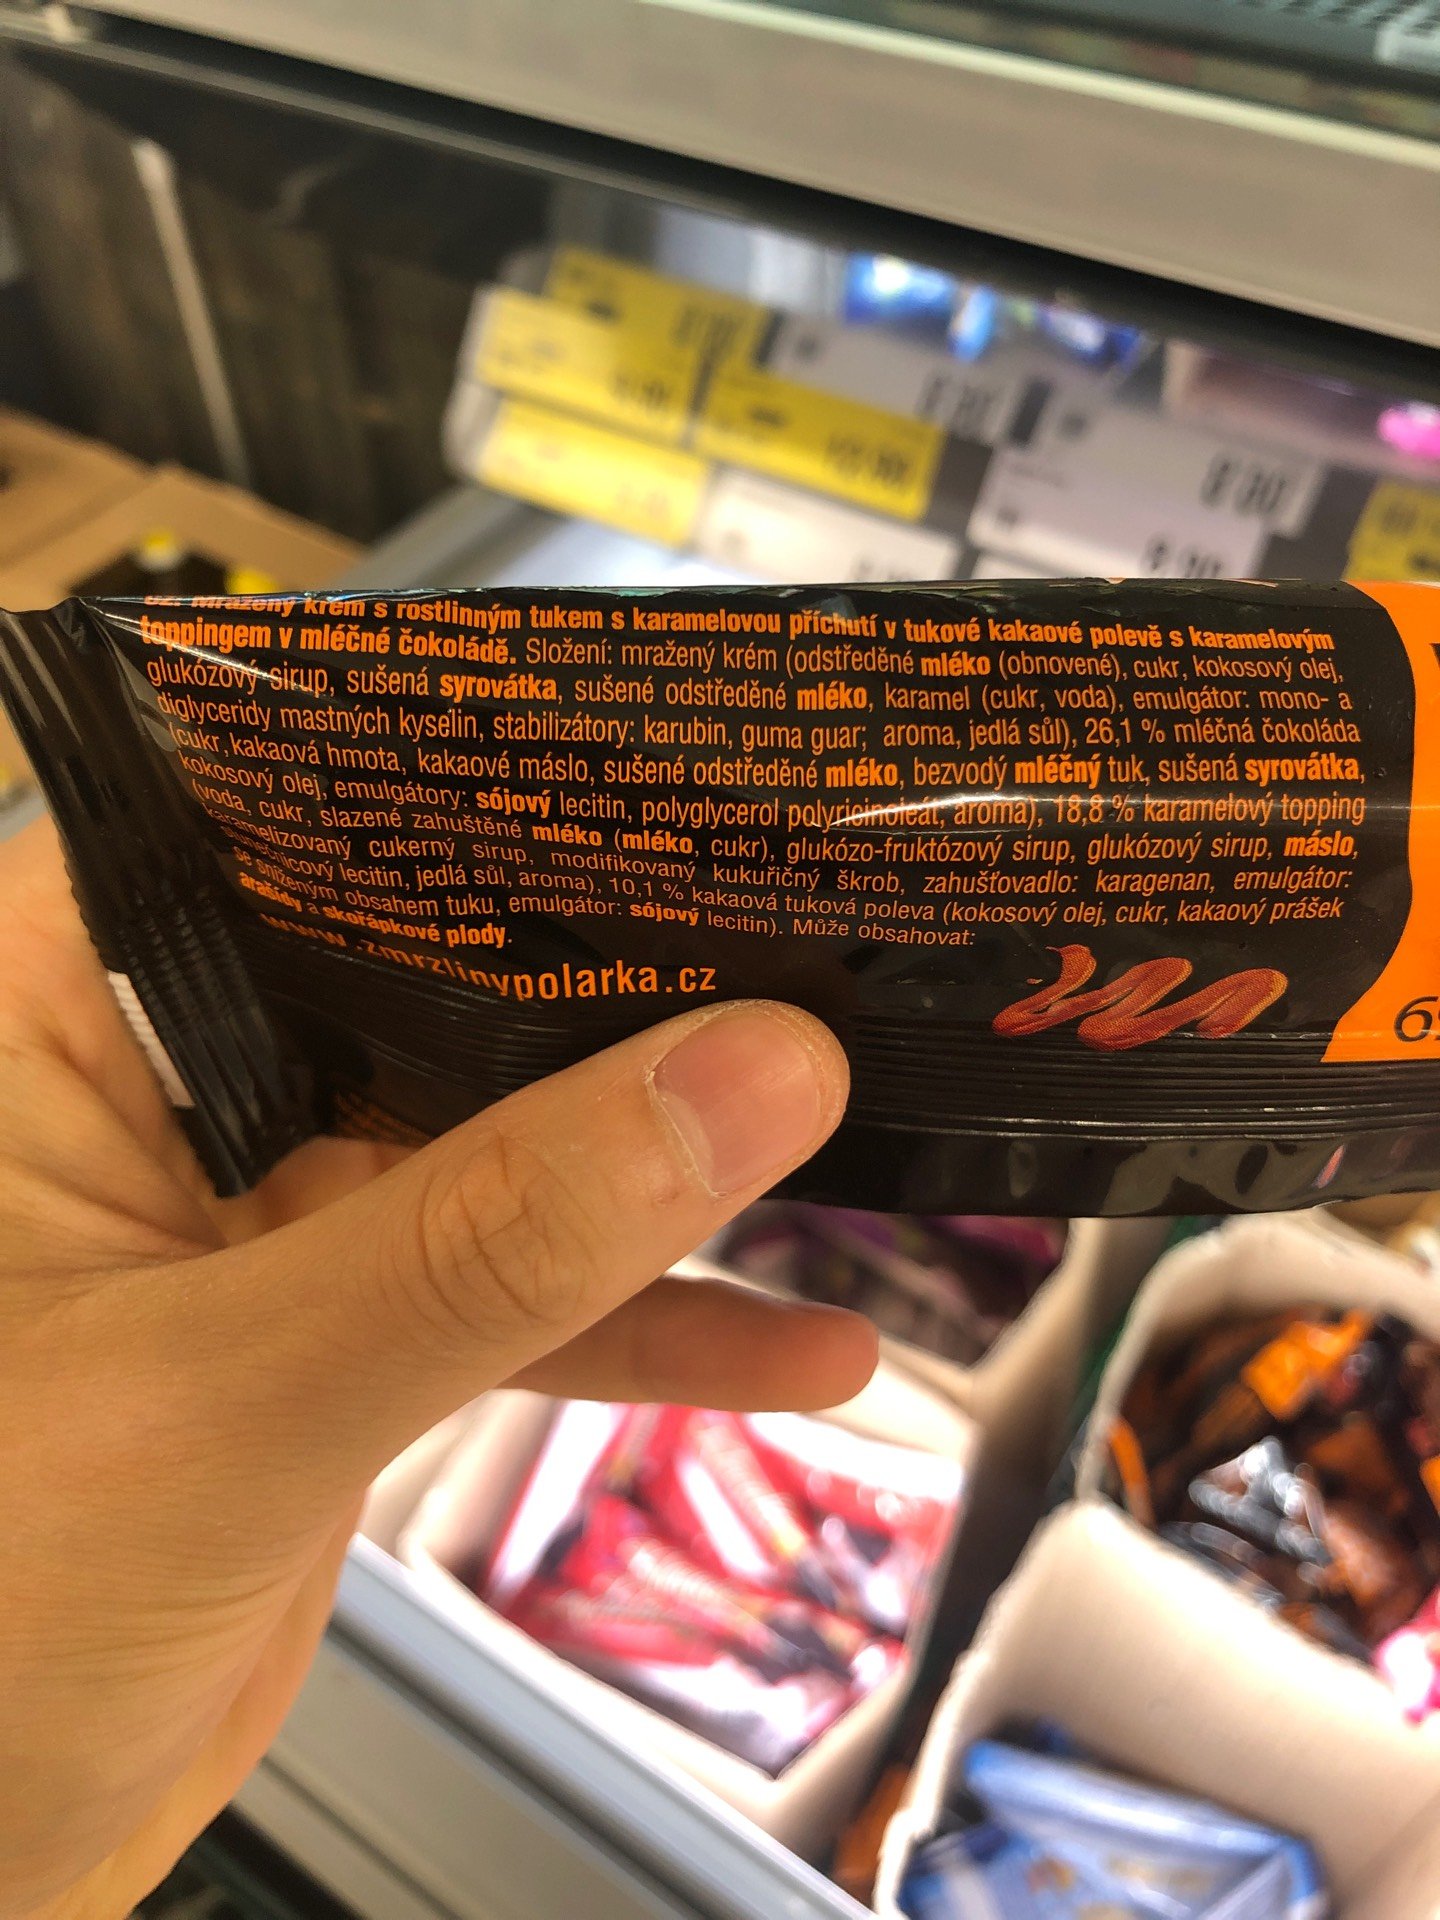 CZ: Mražený krém s rostlinným tukem s karamelovou příchutí v tukové kakaové polevě s karamelovým
toppingem v mléčné čokoládě. Složení: mražený krém (odstředěné mléko (obnovené), cukr, kokosový olej,
glukózový sirup, sušená syrovátka, sušené odstředěné mléko, karamel (cukr, voda), emulgátor: mono- a
diglyceridy mastných kyselin, stabilizátory: karubin, guma guar; aroma, jedlá sůl), 26,1 % mléčná čokoláda
(cukr, kakaová hmota, kakaové máslo, sušené odstředěné mléko, bezvodý mléčný tuk, sušená syrovátka,
kokosový olej, emulgátory: sójový lecitin, polyglycerol polyricinoleát, aroma), 18,8 % karamelový topping
(voda, cukr, slazené zahuštěné mléko (mléko, cukr), glukózo-fruktózový sirup, glukózový sirup, máslo,
karamelizovaný cukerný sirup, modifikovaný kukuřičný škrob, zahušťovadlo: karagenan, emulgátor:
slunečnicový lecitin, jedlá sůl, aroma), 10,1 % kakaová tuková poleva (kokosový olej, cukr, kakaový prášek
se sníženým obsahem tuku, emulgátor: sójový lecitin). Může obsahovat:
arašídy a skořápkové plody.
www.zmrzlinypolarka.cz